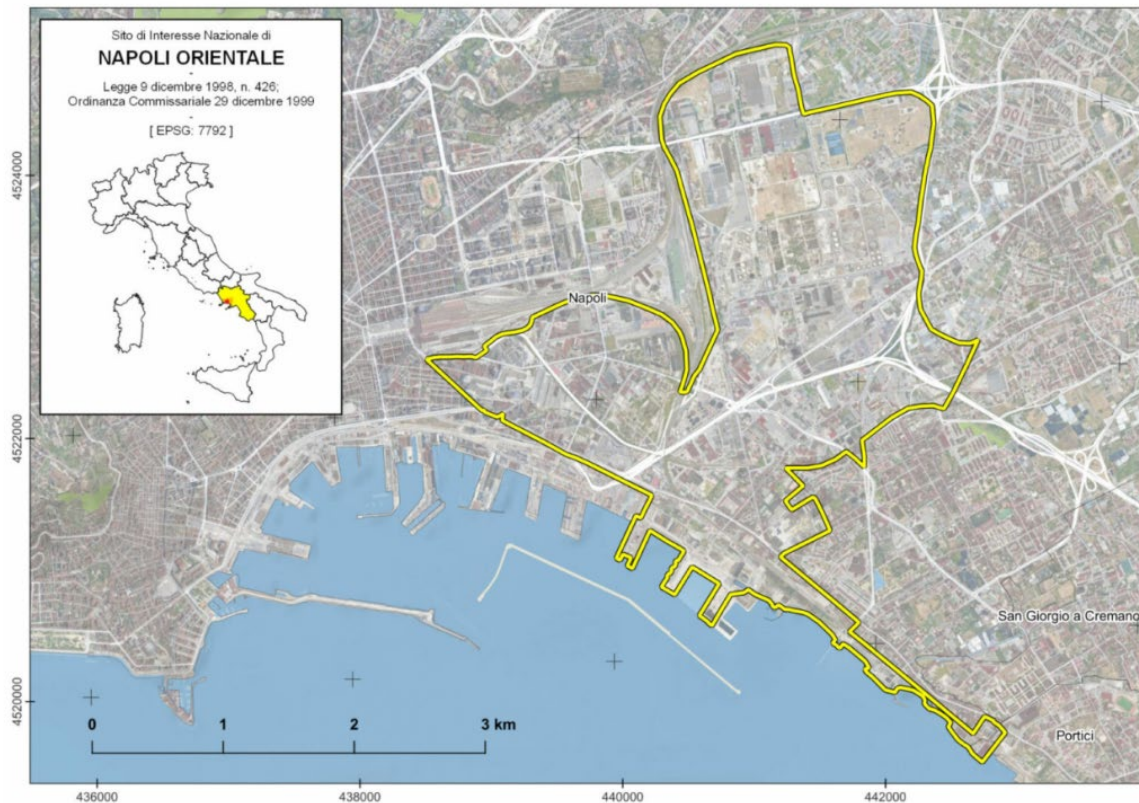 Sito di Interesse Nazionale di
NAPOLI ORIENTALE
-
Legge 9 dicembre 1998, n. 426;
Ordinanza Commissariale 29 dicembre 1999
-
[ EPSG: 7792 ]
4524000
Napoli
4522000
San Giorgio a Cremano
4520000
0 1 2 3 km
Portici
436000 438000 440000 442000